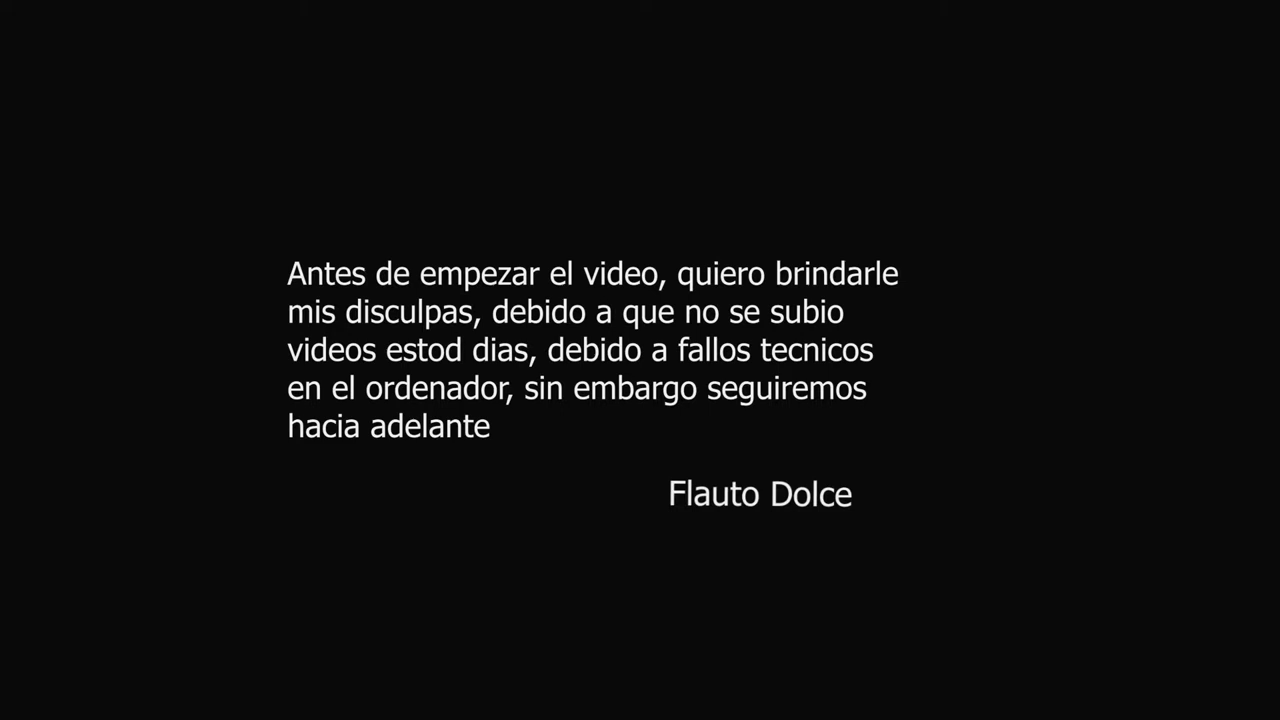 Antes de empezar el video, quiero brindarle
mis disculpas, debido a que no se subio
videos estod dias, debido a fallos tecnicos
en el ordenador, sin embargo seguiremos
hacia adelante
Flauto Dolce